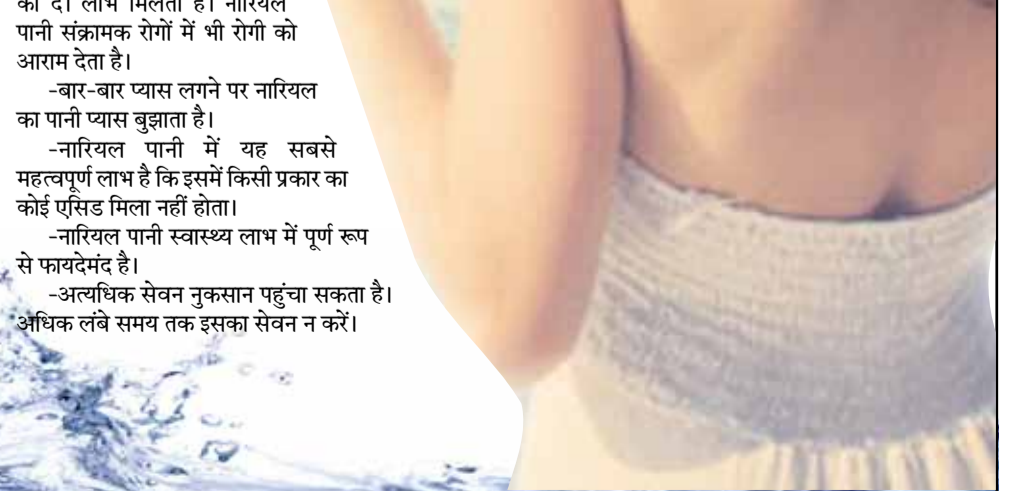 को दें। लाभ मिलता है। नारियल
पानी संक्रामक रोगों में भी रोगी को
आराम देता है।
-बार-बार प्यास लगने पर नारियल
का पानी प्यास बुझाता है।
-नारियल पानी में यह सबसे
महत्वपूर्ण लाभ है कि इसमें किसी प्रकार का
कोई एसिड मिला नहीं होता।
-नारियल पानी स्वास्थ्य लाभ में पूर्ण रूप
से फायदेमंद है।
-अत्यधिक सेवन नुकसान पहुंचा सकता है।
अधिक लंबे समय तक इसका सेवन न करें।